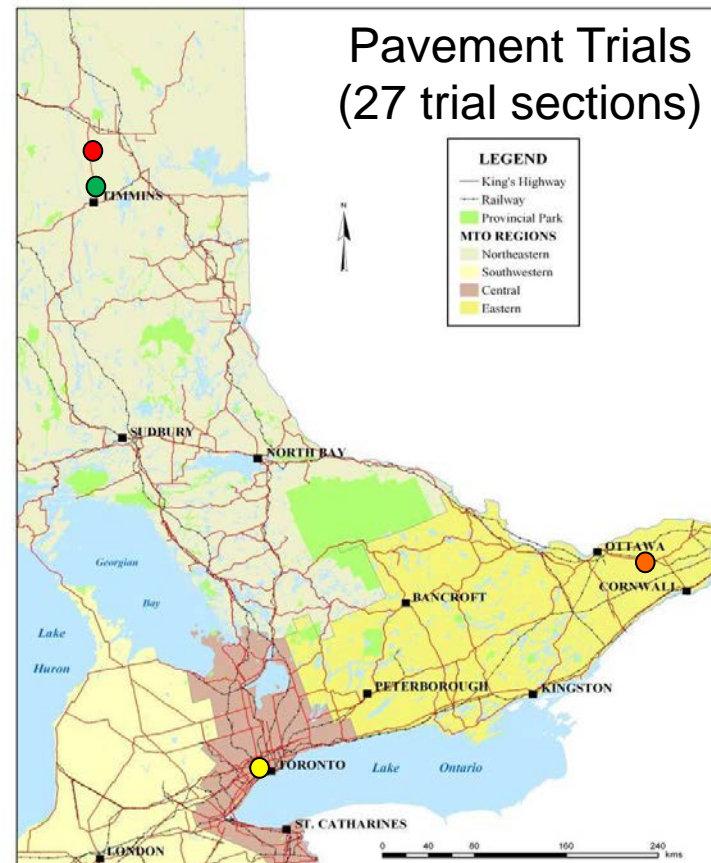 Pavement Trials
(27 trial sections)
LEGEND
King's Highway
Railway
Provincial Park
MTO REGIONS
Northeastern
Southwestern
Central
Eastern
TIMMINS
SUDBURY
NORTH BAY
Georgian
Bay
OTTAWA
CORNWALL
BANCROFT
Lake
Huron
PETERBOROUGH
KINGSTON
TORONTO
Lake Ontario
ST. CATHARINES
LONDON
0 40 80 160 240
kms